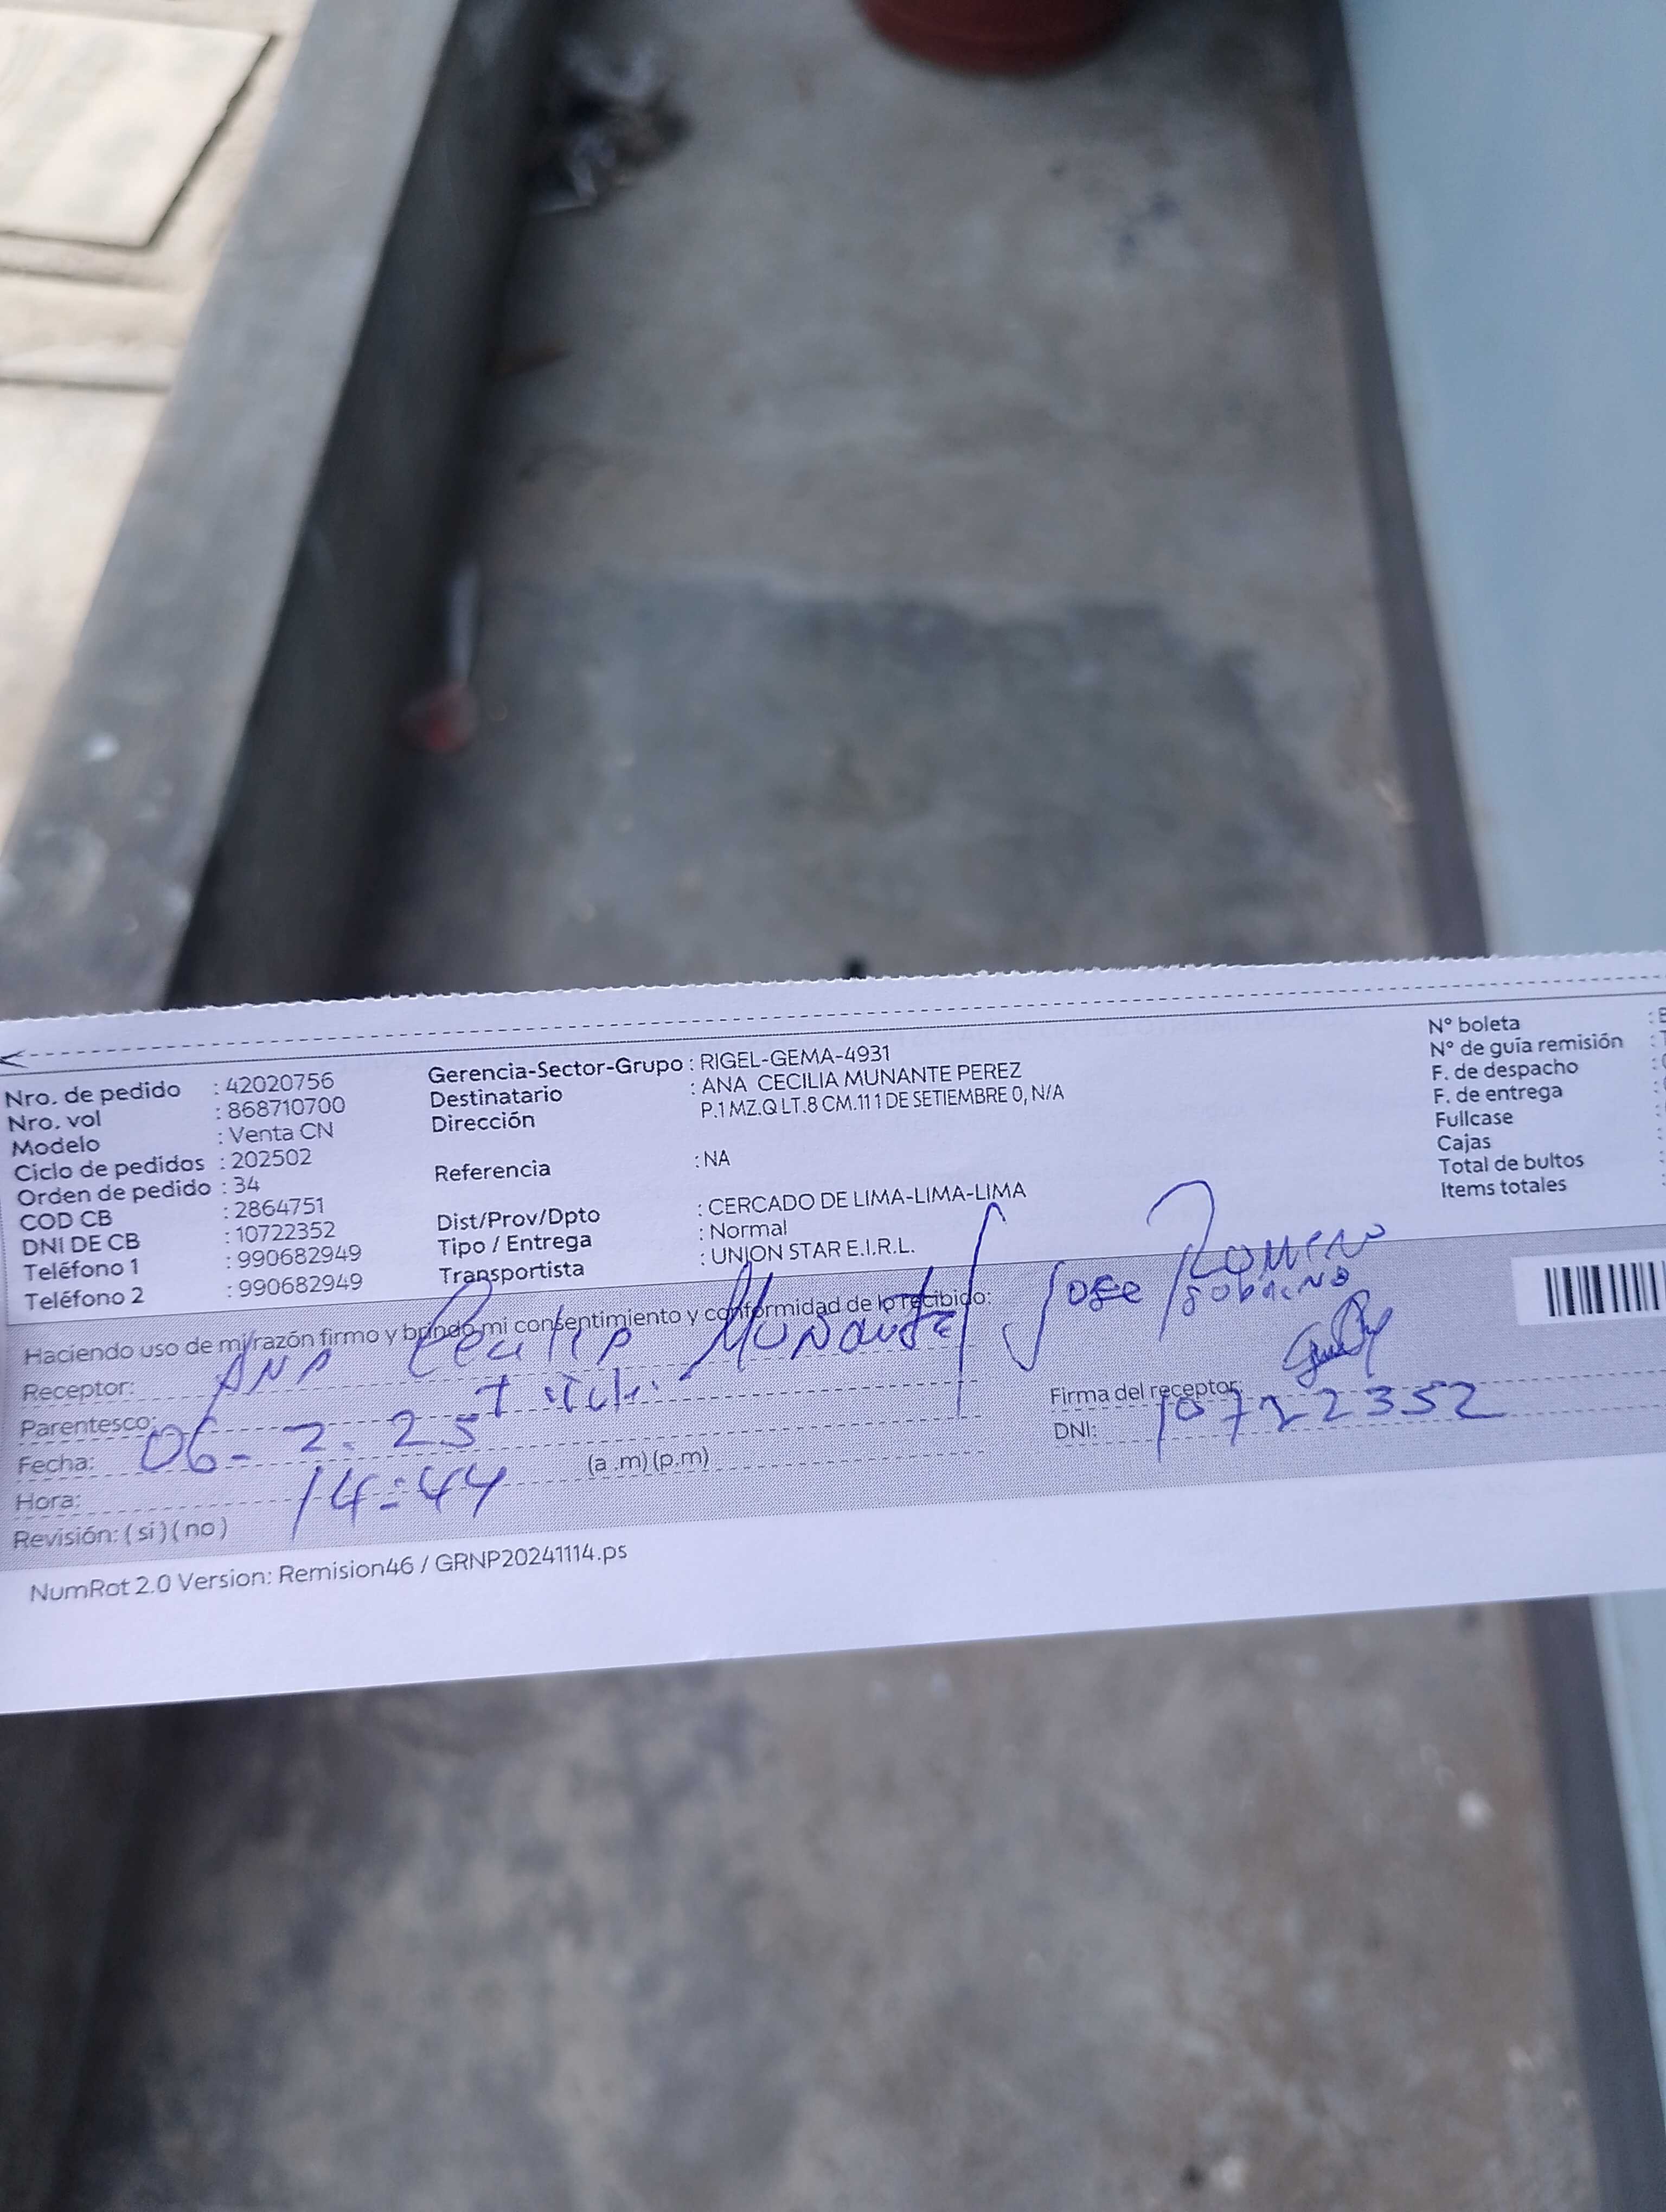 Nro. de pedido : 42020756
Nro. vol : 868710700
Modelo : Venta CN
Ciclo de pedidos : 202502
Orden de pedido : 34
COD CB : 2864751
DNI DE CB : 10722352
Teléfono 1 : 990682949
Teléfono 2 : 990682949
Gerencia-Sector-Grupo : RIGEL-GEMA-4931
Destinatario : ANA CECILIA MUNANTE PEREZ
Dirección P.1 MZ.Q LT.8 CM.11 1 DE SETIEMBRE 0, N/A
Referencia : NA
Dist/Prov/Dpto : CERCADO DE LIMA-LIMA-LIMA
Tipo / Entrega : Normal
Transportista : UNION STAR E.I.R.L.
N° boleta
N° de guía remisión
F. de despacho
F. de entrega
Fullcase
Cajas
Total de bultos
Items totales
Haciendo uso de mi razón firmo y brindo mi consentimiento y conformidad de lo recibido:
Receptor: ANA Cecilia Munante / Jose Romero
Parentesco:
Fecha: 06-2-25
Hora: 14:44 (a .m) (p.m)
Revisión: ( sí ) ( no )
Firma del receptor:
DNI: 10722352
NumRot 2.0 Version: Remision46 / GRNP20241114.ps